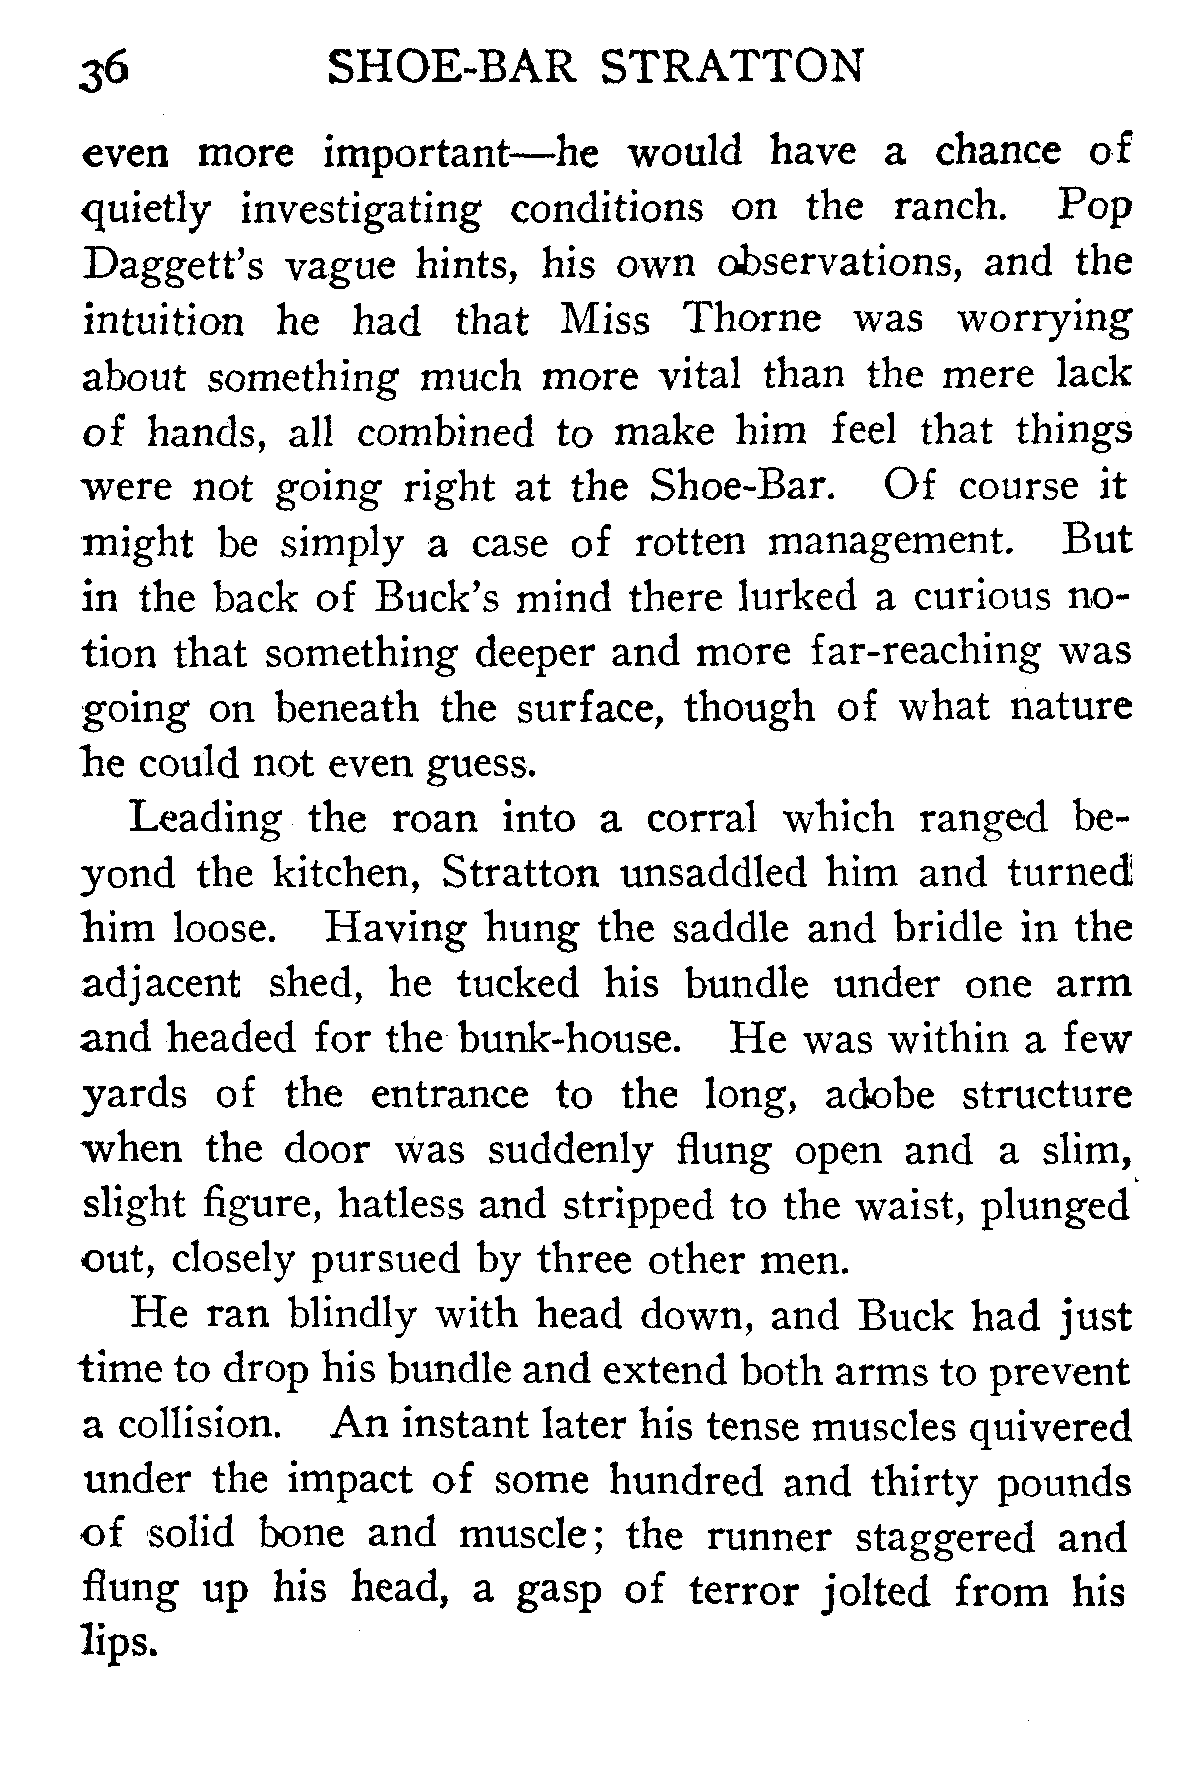 36 SHOE-BAR STRATTON
even more important—he would have a chance of
quietly investigating conditions on the ranch. Pop
Daggett's vague hints, his own observations, and the
intuition he had that Miss Thorne was worrying
about something much more vital than the mere lack
of hands, all combined to make him feel that things
were not going right at the Shoe-Bar. Of course it
might be simply a case of rotten management. But
in the back of Buck's mind there lurked a curious no-
tion that something deeper and more far-reaching was
going on beneath the surface, though of what nature
he could not even guess.
Leading the roan into a corral which ranged be-
yond the kitchen, Stratton unsaddled him and turned
him loose. Having hung the saddle and bridle in the
adjacent shed, he tucked his bundle under one arm
and headed for the bunk-house. He was within a few
yards of the entrance to the long, adobe structure
when the door was suddenly flung open and a slim,
slight figure, hatless and stripped to the waist, plunged
out, closely pursued by three other men.
He ran blindly with head down, and Buck had just
time to drop his bundle and extend both arms to prevent
a collision. An instant later his tense muscles quivered
under the impact of some hundred and thirty pounds
of solid bone and muscle; the runner staggered and
flung up his head, a gasp of terror jolted from his
lips.